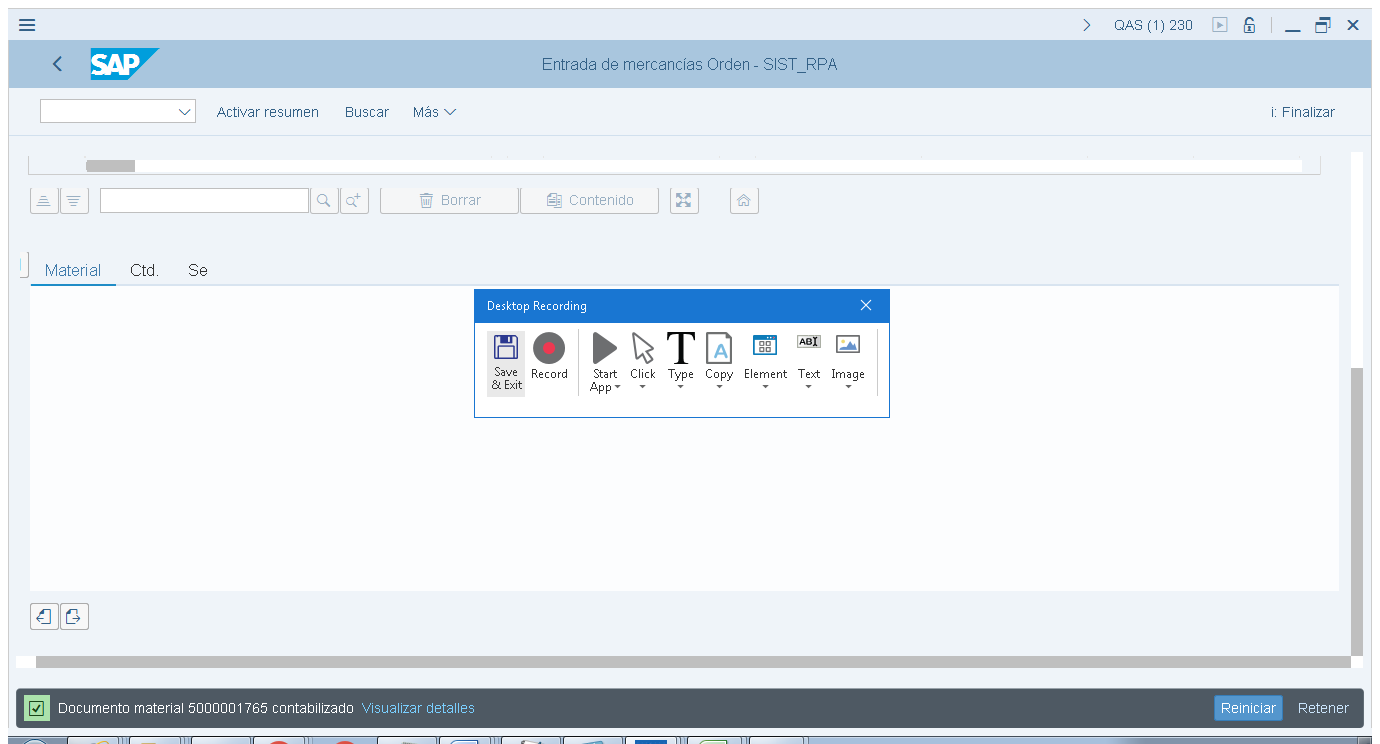 QAS (1) 230
SAP
Entrada de mercancías Orden - SIST_RPA
Activar resumen Buscar Más i: Finalizar
Borrar Contenido
Material Ctd. Se
Desktop Recording
Save & Exit Record Start App Click Type Copy Element Text Image
Documento material 5000001765 contabilizado Visualizar detalles Reiniciar Retener